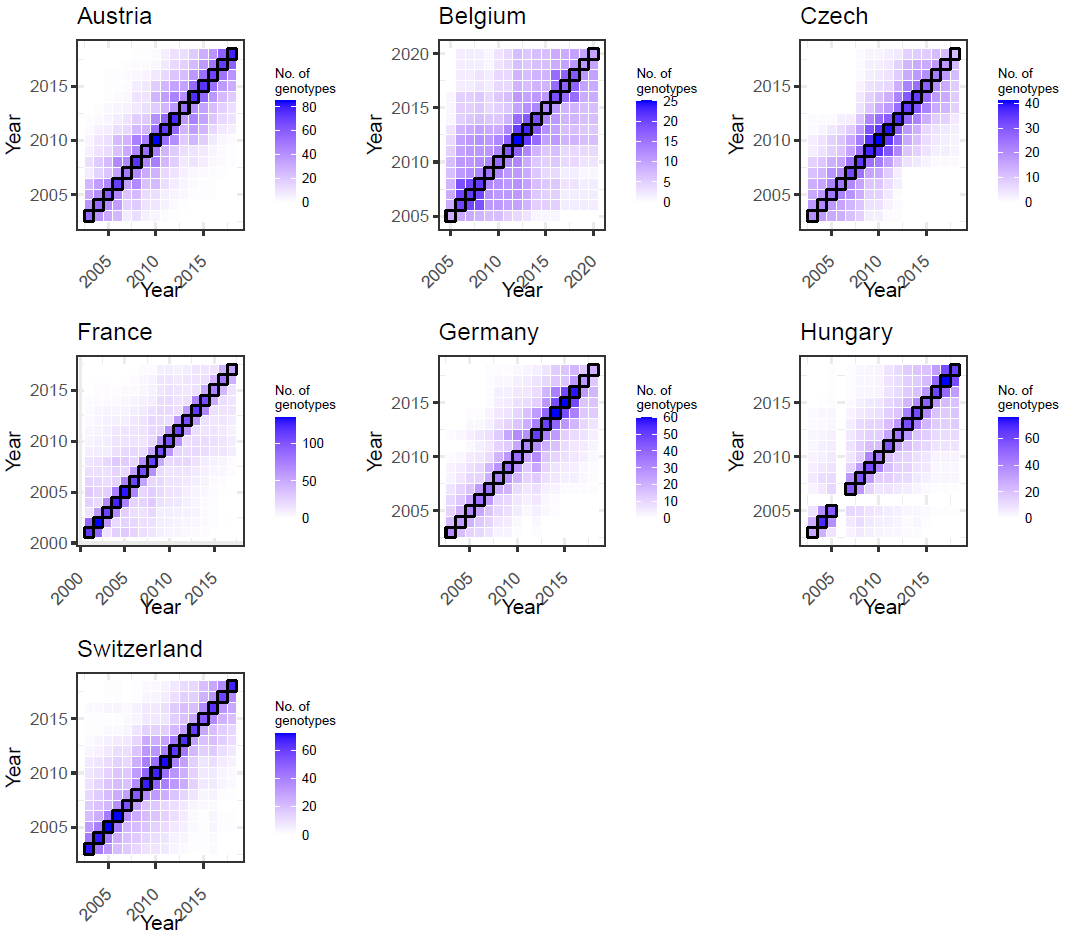 Austria
No. of
genotypes
80
60
40
20
0
Year
2015
2010
2005
2005
2010
2015
Year
Belgium
No. of
genotypes
25
20
15
10
5
0
Year
2020
2015
2010
2005
2005
2010
2015
2020
Year
Czech
No. of
genotypes
40
30
20
10
0
Year
2015
2010
2005
2005
2010
2015
Year
France
No. of
genotypes
100
50
0
Year
2015
2010
2005
2000
2000
2005
2010
2015
Year
Germany
No. of
genotypes
60
50
40
30
20
10
0
Year
2015
2010
2005
2005
2010
2015
Year
Hungary
No. of
genotypes
60
40
20
0
Year
2015
2010
2005
2005
2010
2015
Year
Switzerland
No. of
genotypes
60
40
20
0
Year
2015
2010
2005
2005
2010
2015
Year